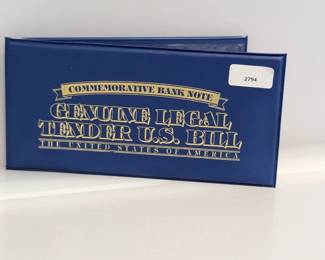 2794
COMMEMORATIVE BANK NOTE
GENUINE LEGAL
TENDER U.S. BILL
THE UNITED STATES OF AMERICA